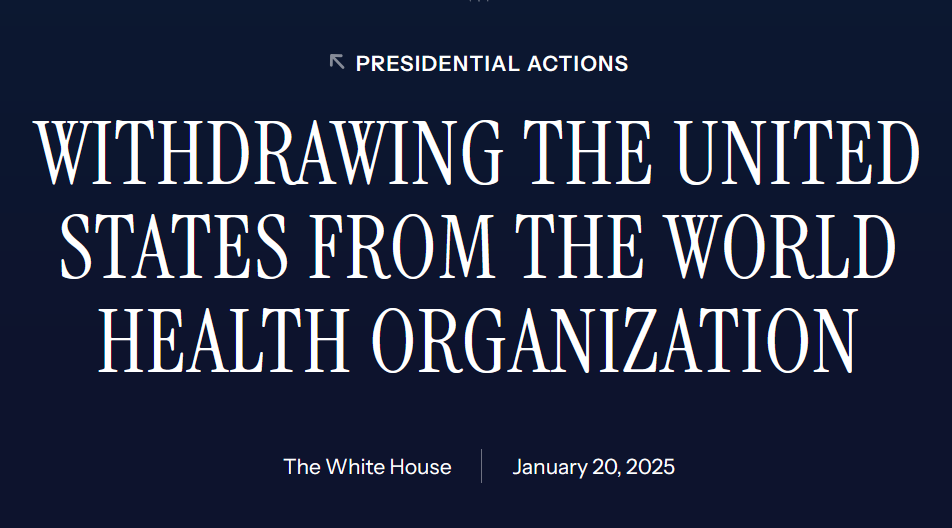 PRESIDENTIAL ACTIONS
WITHDRAWING THE UNITED
STATES FROM THE WORLD
HEALTH ORGANIZATION
The White House
January 20, 2025